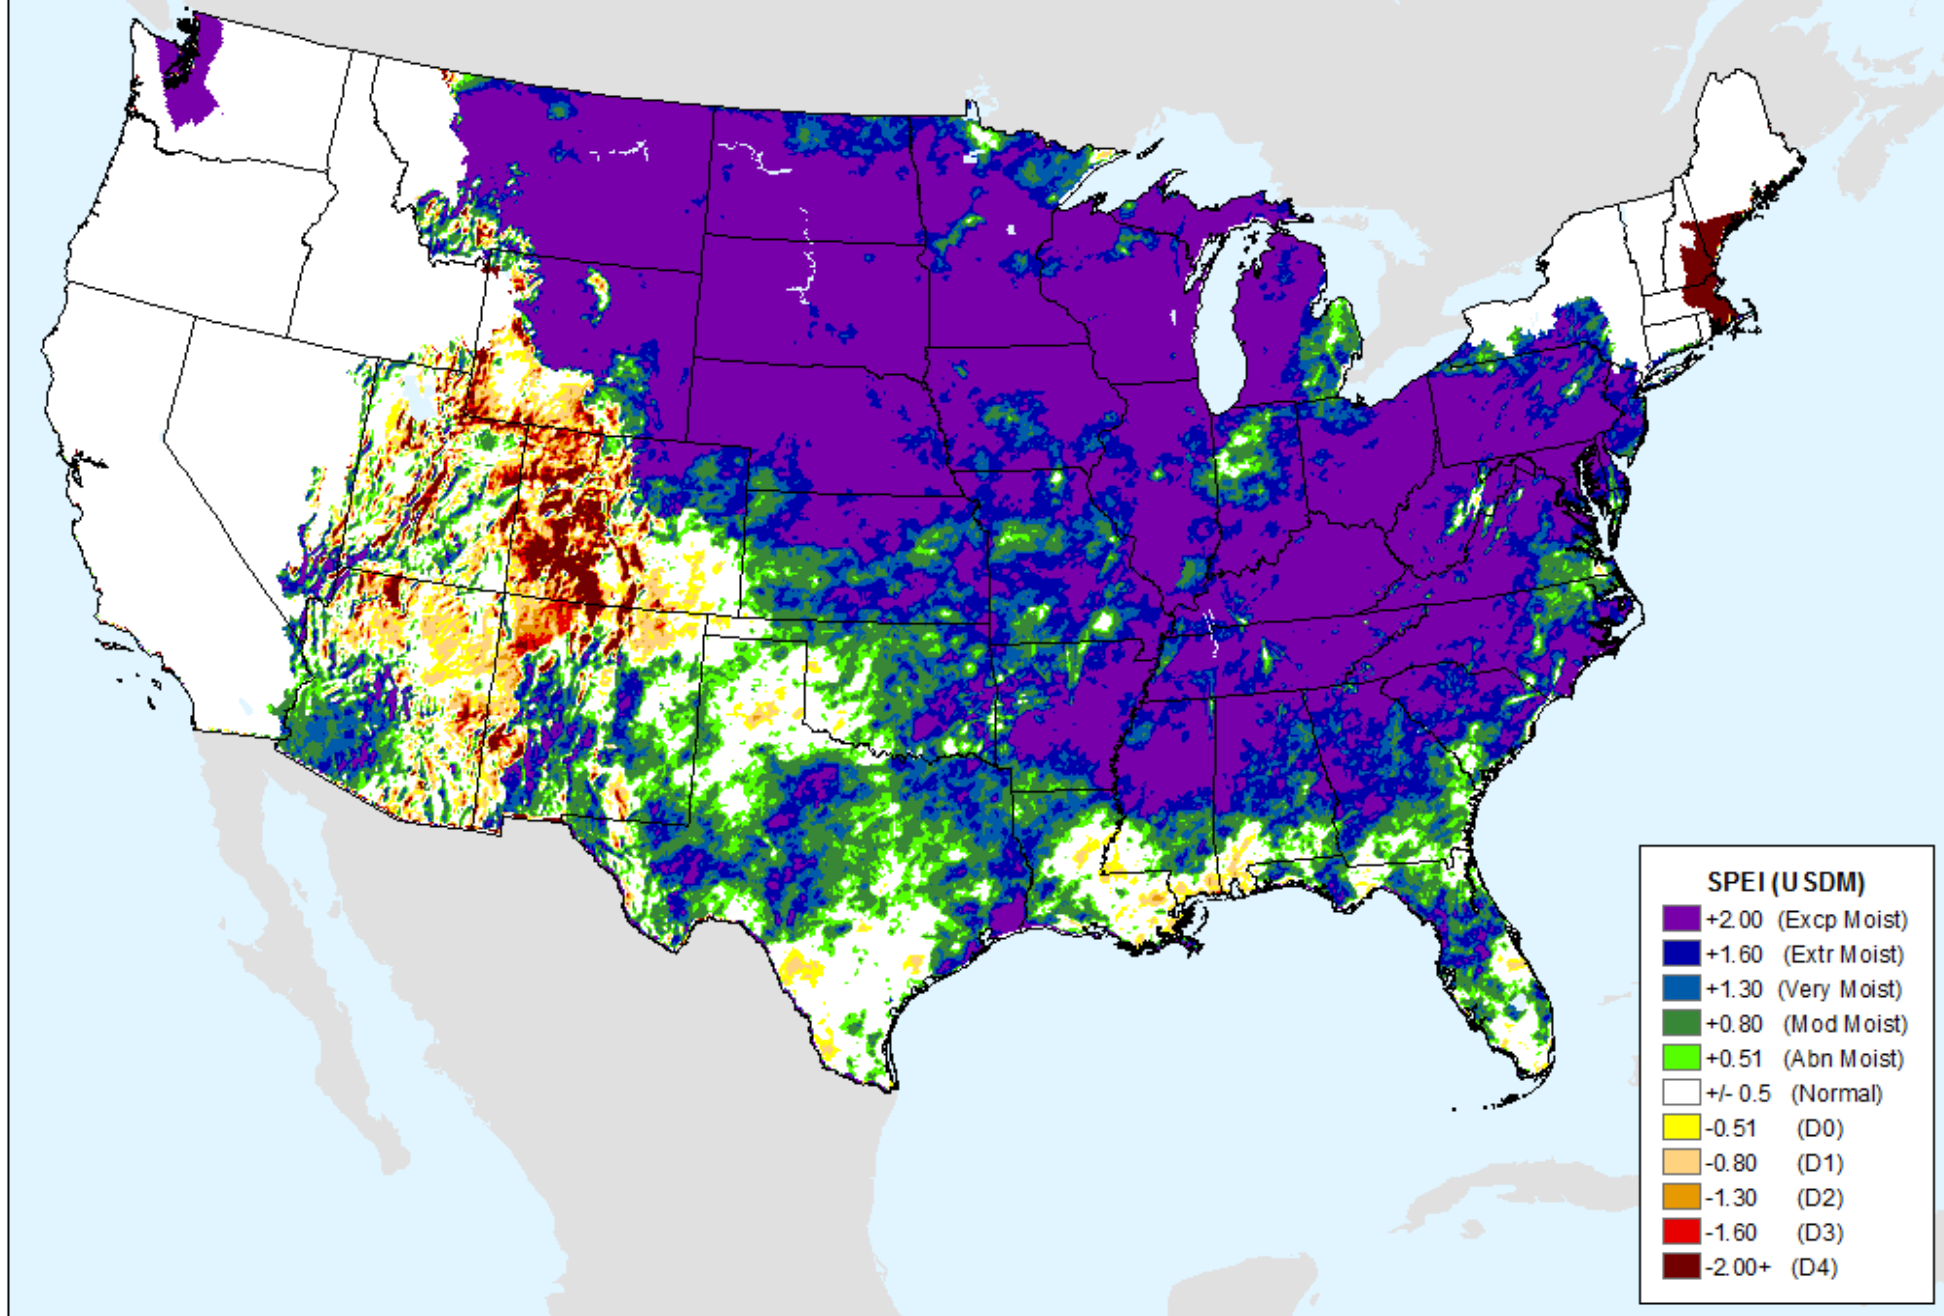 SPEI (USDM)
+2.00 (Excp Moist)
+1.60 (Extr Moist)
+1.30 (Very Moist)
+0.80 (Mod Moist)
+0.51 (Abn Moist)
+/- 0.5 (Normal)
-0.51 (D0)
-0.80 (D1)
-1.30 (D2)
-1.60 (D3)
-2.00+ (D4)